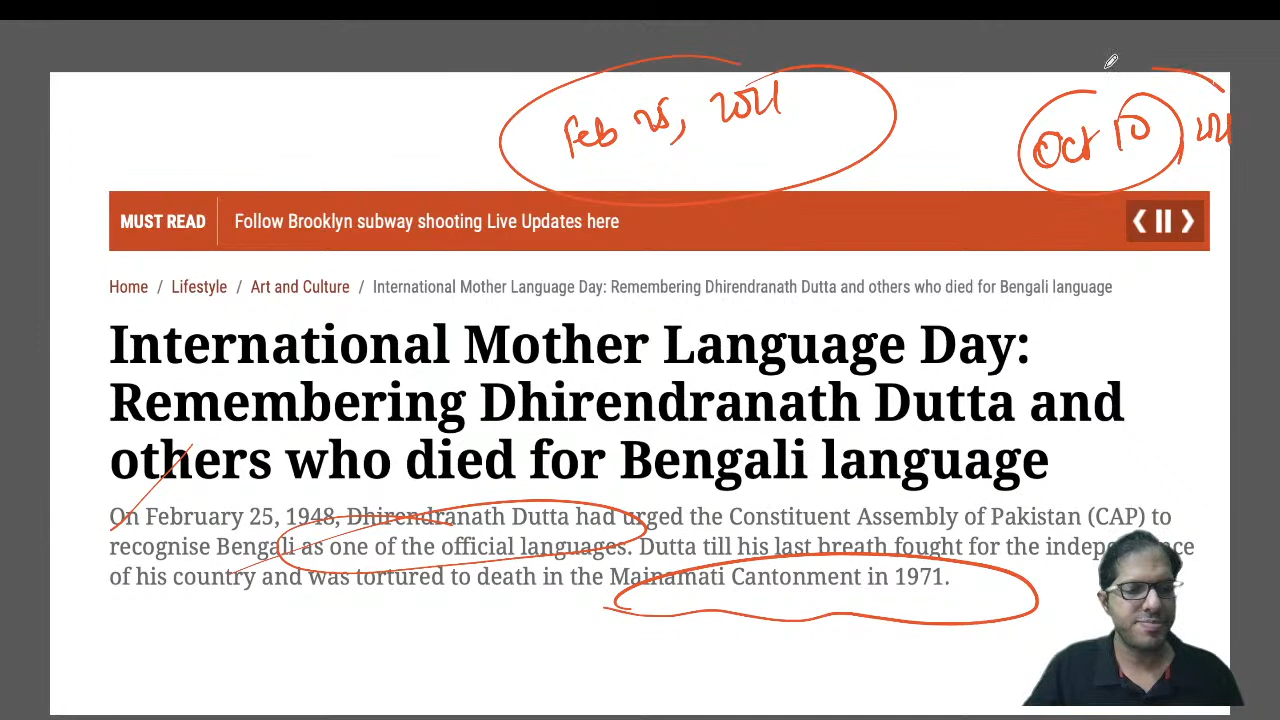 Feb 25, 2021
Oct 10, 2021
MUST READ Follow Brooklyn subway shooting Live Updates here
Home / Lifestyle / Art and Culture / International Mother Language Day: Remembering Dhirendranath Dutta and others who died for Bengali language
International Mother Language Day:
Remembering Dhirendranath Dutta and
others who died for Bengali language
On February 25, 1948, Dhirendranath Dutta had urged the Constituent Assembly of Pakistan (CAP) to
recognise Bengali as one of the official languages. Dutta till his last breath fought for the independence
of his country and was tortured to death in the Mainamati Cantonment in 1971.